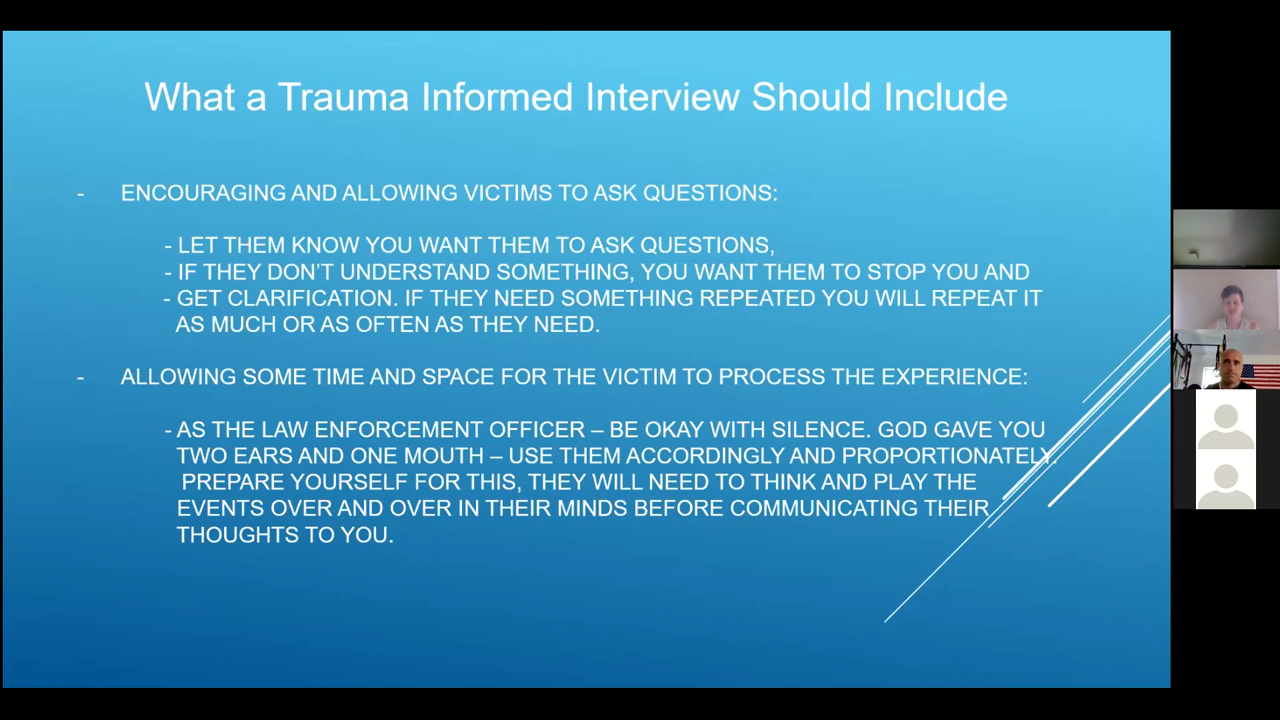 What a Trauma Informed Interview Should Include
- ENCOURAGING AND ALLOWING VICTIMS TO ASK QUESTIONS:
- LET THEM KNOW YOU WANT THEM TO ASK QUESTIONS,
- IF THEY DON'T UNDERSTAND SOMETHING, YOU WANT THEM TO STOP YOU AND
- GET CLARIFICATION. IF THEY NEED SOMETHING REPEATED YOU WILL REPEAT IT
AS MUCH OR AS OFTEN AS THEY NEED.
- ALLOWING SOME TIME AND SPACE FOR THE VICTIM TO PROCESS THE EXPERIENCE:
- AS THE LAW ENFORCEMENT OFFICER – BE OKAY WITH SILENCE. GOD GAVE YOU
TWO EARS AND ONE MOUTH – USE THEM ACCORDINGLY AND PROPORTIONATELY.
PREPARE YOURSELF FOR THIS, THEY WILL NEED TO THINK AND PLAY THE
EVENTS OVER AND OVER IN THEIR MINDS BEFORE COMMUNICATING THEIR
THOUGHTS TO YOU.